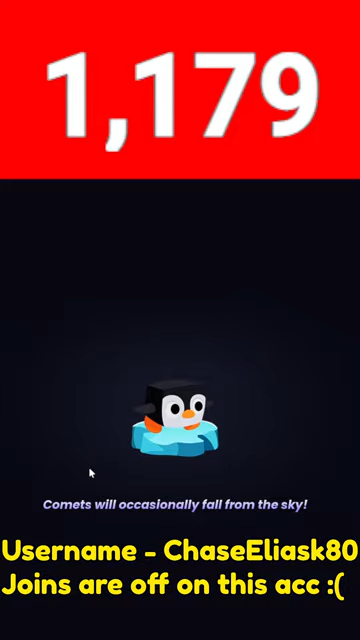 1,179
Comets will occasionally fall from the sky!
Username - ChaseEliask80
Joins are off on this acc :(